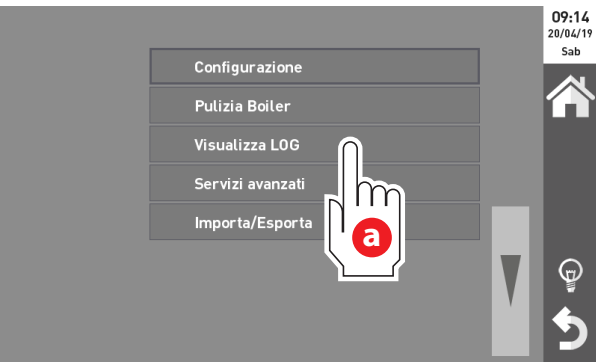 09:14
20/04/19
Sab
Configurazione
Pulizia Boiler
Visualizza LOG
Servizi avanzati
Importa/Esporta
a